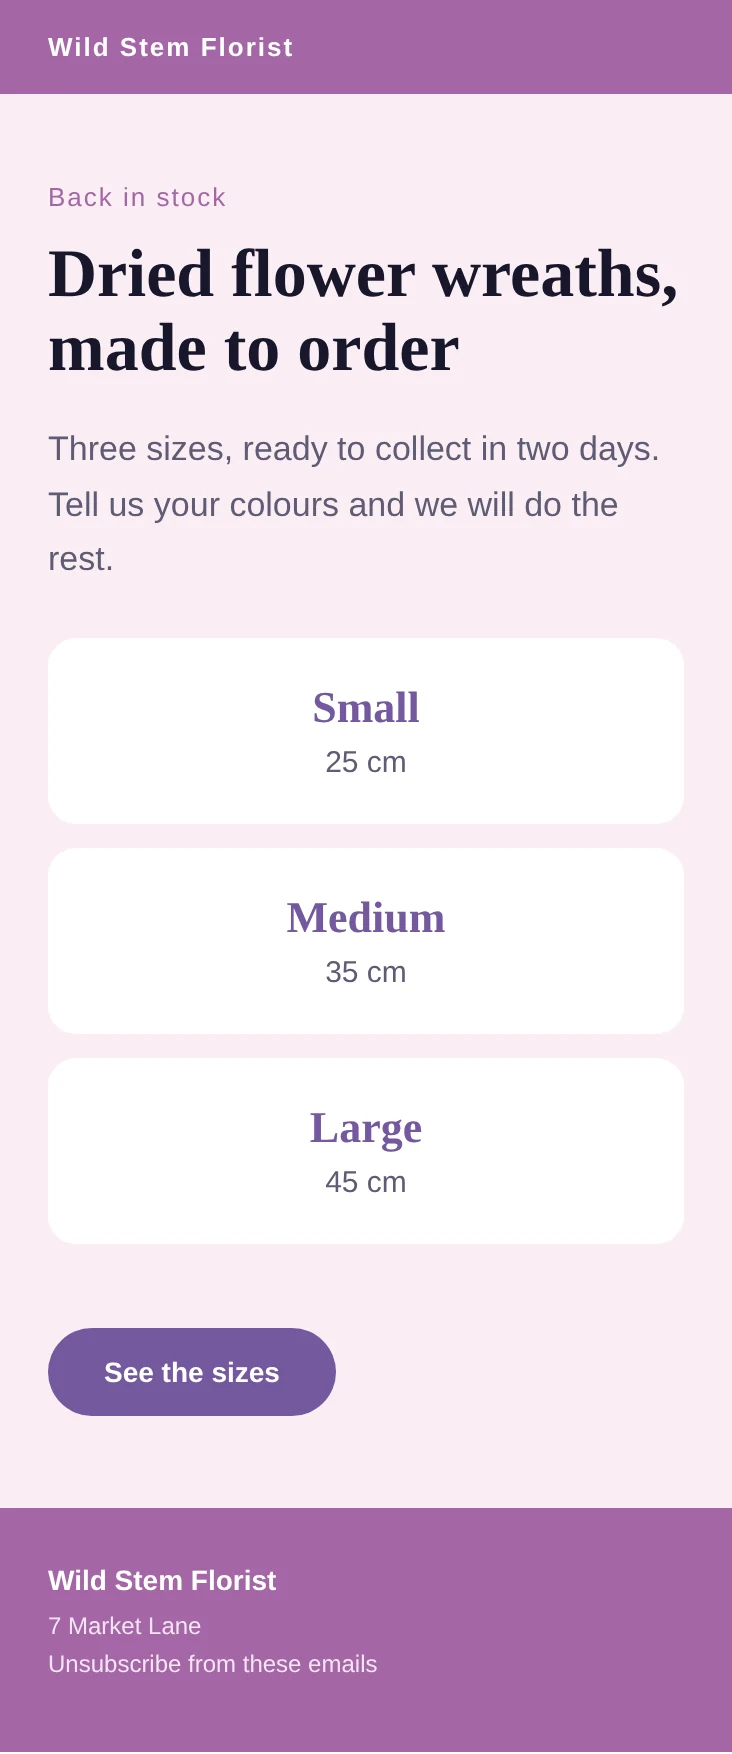 Wild Stem Florist
Back in stock
Dried flower wreaths,
made to order
Three sizes, ready to collect in two days.
Tell us your colours and we will do the
rest.
Small
25 cm
Medium
35 cm
Large
45 cm
See the sizes
Wild Stem Florist
7 Market Lane
Unsubscribe from these emails